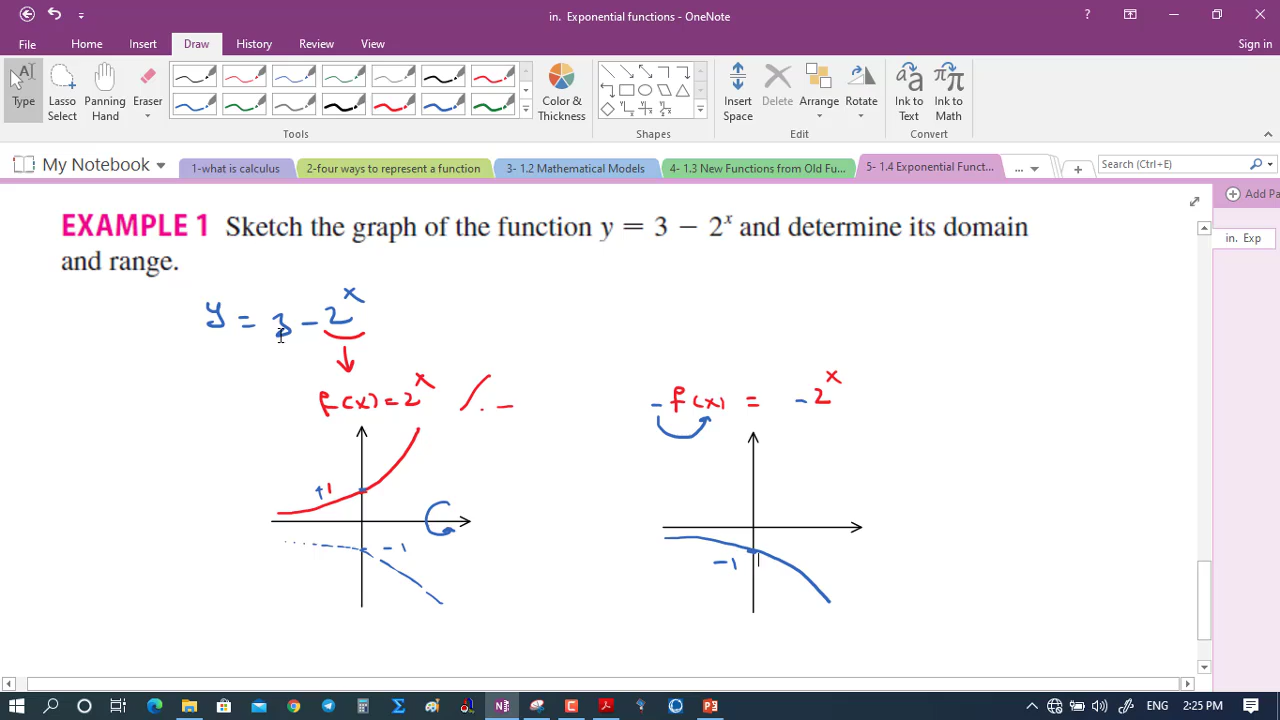 in. Exponential functions - OneNote
?
File Home Insert Draw History Review View Sign in
Type Lasso Select Panning Hand Eraser Color & Thickness Insert Space Delete Arrange Rotate Ink to Text Ink to Math
Tools Shapes Edit Convert
My Notebook 1-what is calculus 2-four ways to represent a function 3- 1.2 Mathematical Models 4- 1.3 New Functions from Old Fu... 5- 1.4 Exponential Funct... ... Search (Ctrl+E)
Add Pa
in. Exp
EXAMPLE 1 Sketch the graph of the function y = 3 − 2ˣ and determine its domain
and range.
y = 3 - 2ˣ
f(x) = 2ˣ
-f(x) = -2ˣ
+1
-1
-1
ENG 2:25 PM